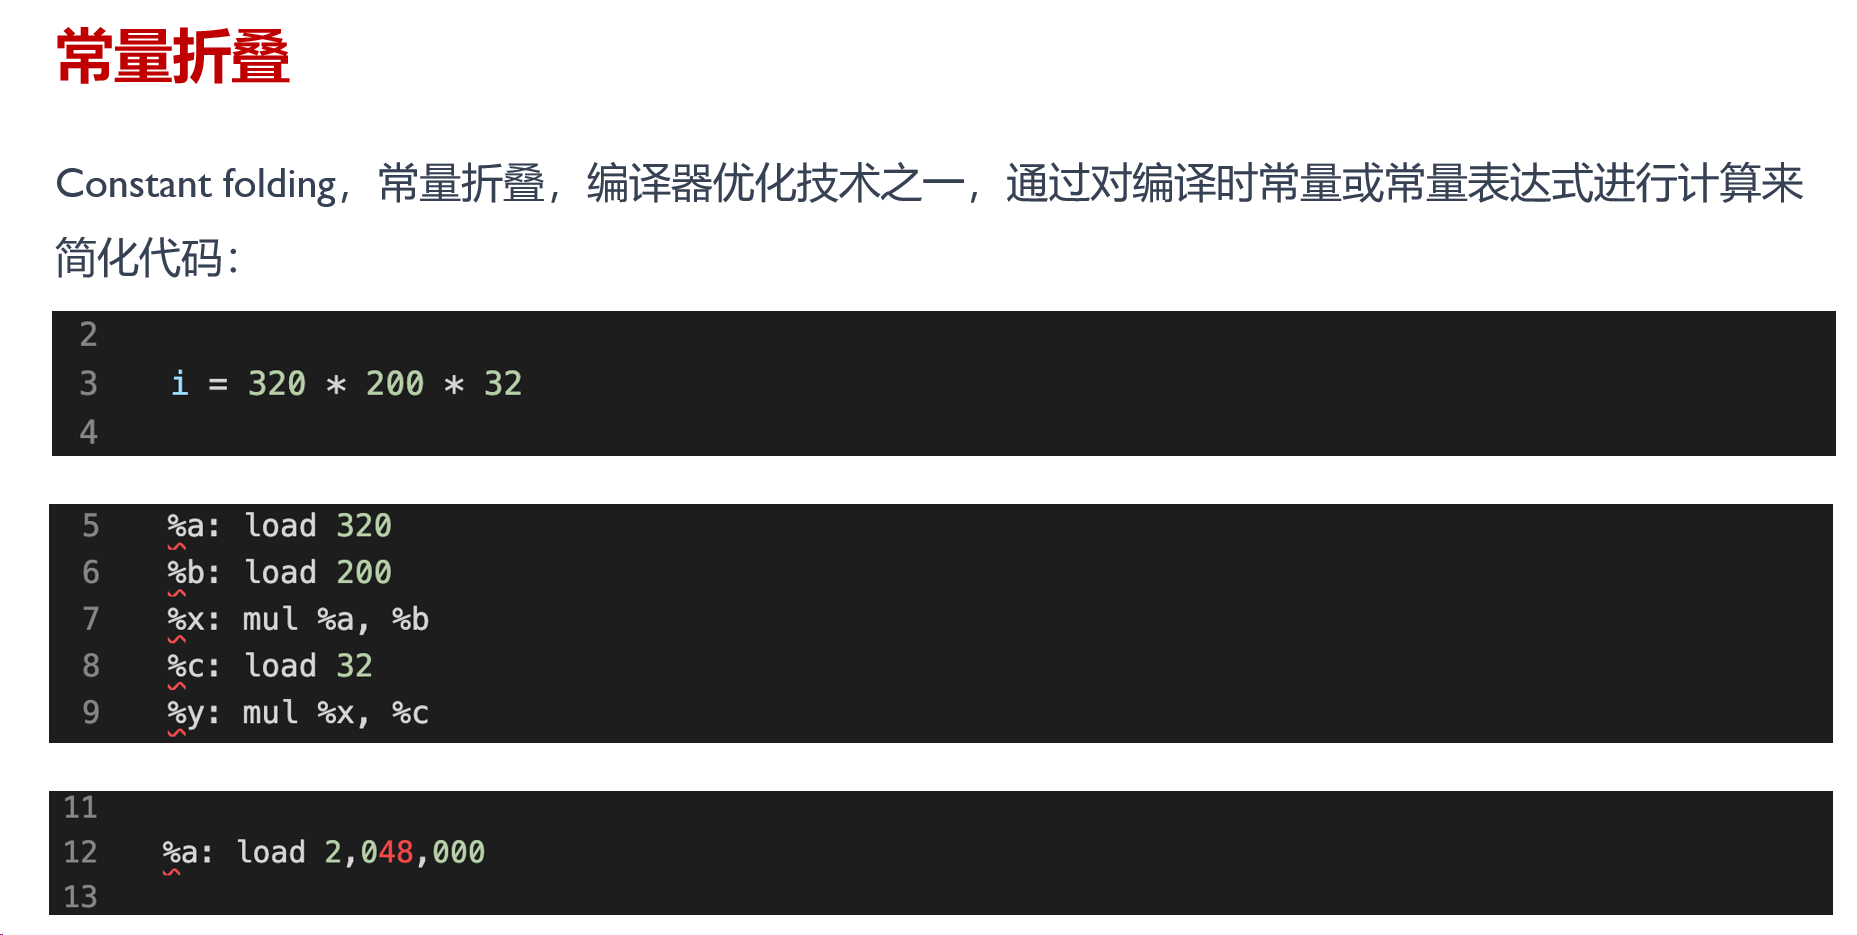 常量折叠
Constant folding，常量折叠，编译器优化技术之一，通过对编译时常量或常量表达式进行计算来
简化代码：
2
3 i = 320 * 200 * 32
4
5 %a: load 320
6 %b: load 200
7 %x: mul %a, %b
8 %c: load 32
9 %y: mul %x, %c
11
12 %a: load 2,048,000
13